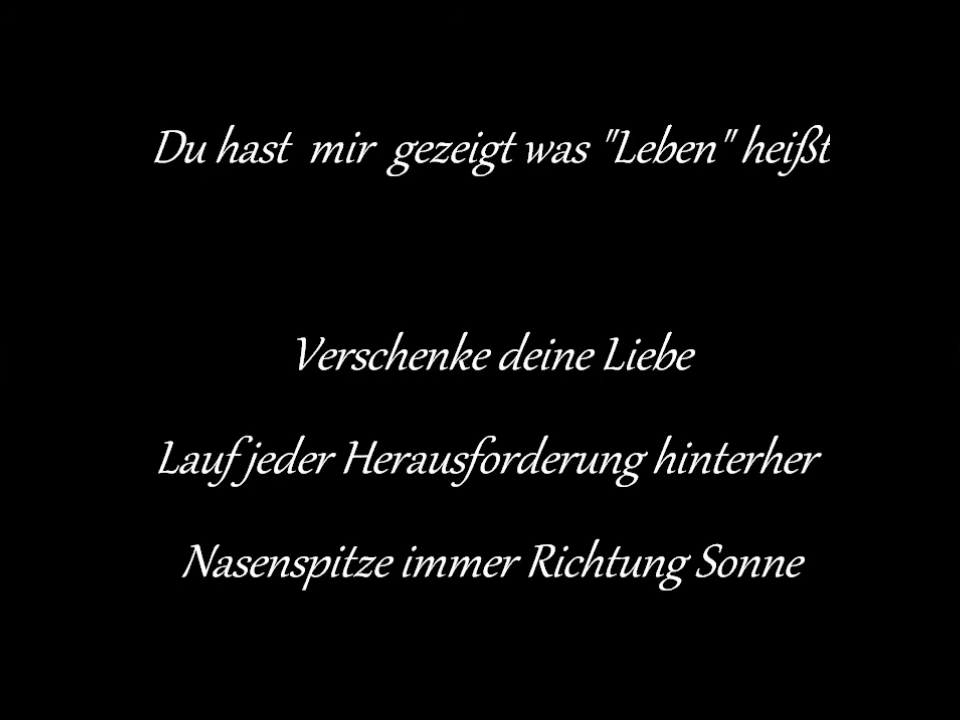 Du hast mir gezeigt was "Leben" heißt
Verschenke deine Liebe
Lauf jeder Herausforderung hinterher
Nasenspitze immer Richtung Sonne